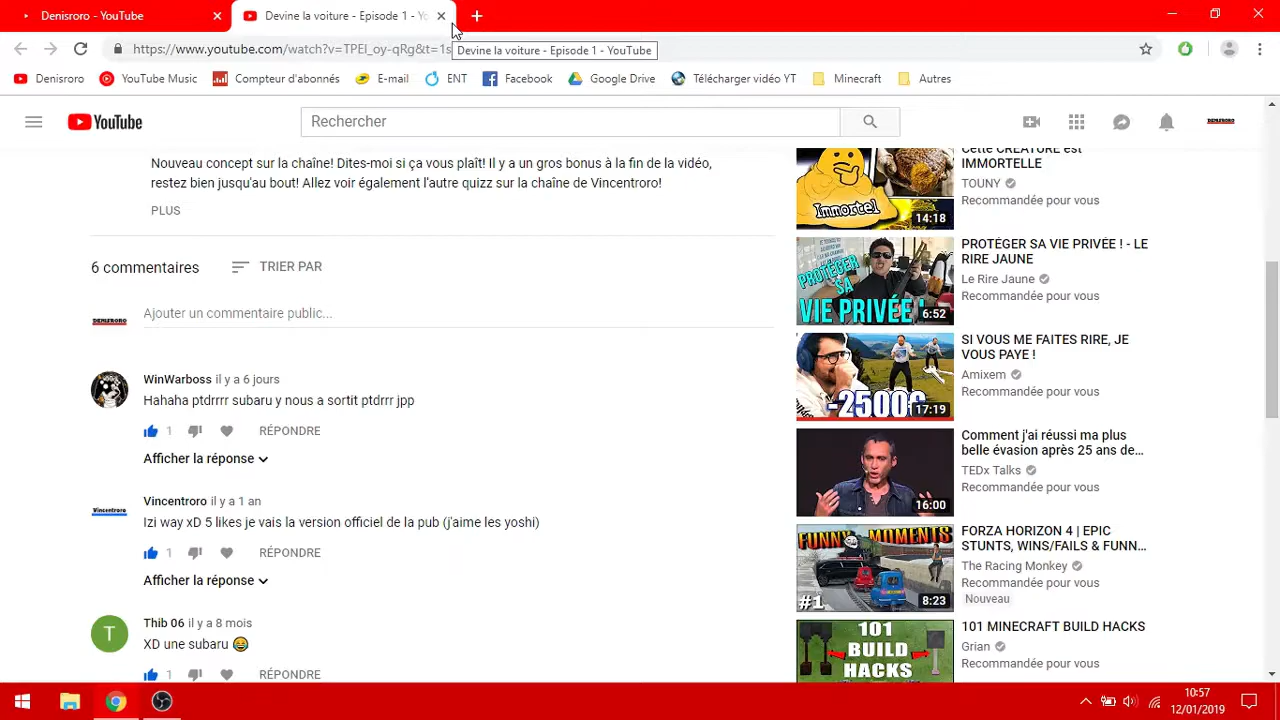 Denisroro - YouTube
Devine la voiture - Episode 1 - Yo
https://www.youtube.com/watch?v=TPEl_oy-qRg&t=1s
Devine la voiture - Episode 1 - YouTube
Denisroro
YouTube Music
Compteur d'abonnés
E-mail
ENT
Facebook
Google Drive
Télécharger vidéo YT
Minecraft
Autres
YouTube
Rechercher
DENISRORO
Nouveau concept sur la chaîne! Dites-moi si ça vous plaît! Il y a un gros bonus à la fin de la vidéo,
restez bien jusqu'au bout! Allez voir également l'autre quizz sur la chaîne de Vincentroro!
PLUS
6 commentaires
TRIER PAR
DENISRORO
Ajouter un commentaire public...
WinWarboss il y a 6 jours
Hahaha ptdrrrr subaru y nous a sortit ptdrrr jpp
1
RÉPONDRE
Afficher la réponse
Vincentroro
Vincentroro il y a 1 an
Izi way xD 5 likes je vais la version officiel de la pub (j'aime les yoshi)
1
RÉPONDRE
Afficher la réponse
T
Thib 06 il y a 8 mois
XD une subaru 😂
1
RÉPONDRE
Immortel
14:18
Cette CRÉATURE est
IMMORTELLE
TOUNY
Recommandée pour vous
PROTÉGER
SA
VIE PRIVÉE
6:52
PROTÉGER SA VIE PRIVÉE ! - LE
RIRE JAUNE
Le Rire Jaune
Recommandée pour vous
-2500€
17:19
SI VOUS ME FAITES RIRE, JE
VOUS PAYE !
Amixem
Recommandée pour vous
16:00
Comment j'ai réussi ma plus
belle évasion après 25 ans de…
TEDx Talks
Recommandée pour vous
FUNNY MOMENTS
#1
8:23
FORZA HORIZON 4 | EPIC
STUNTS, WINS/FAILS & FUNN…
The Racing Monkey
Recommandée pour vous
Nouveau
101
BUILD
HACKS
101 MINECRAFT BUILD HACKS
Grian
Recommandée pour vous
10:57
12/01/2019